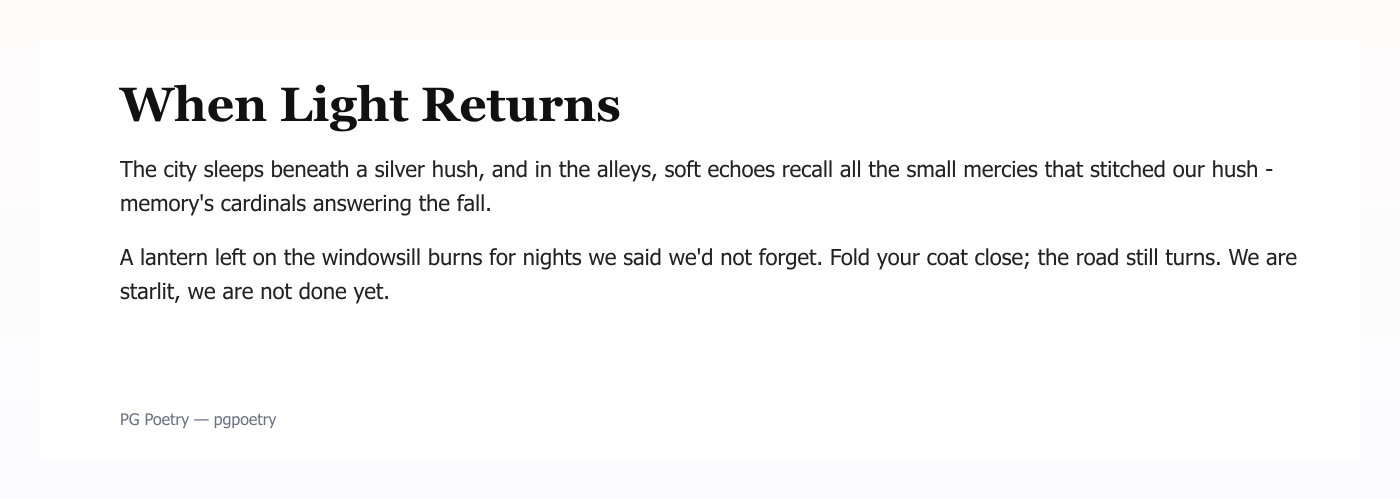 When Light Returns
The city sleeps beneath a silver hush, and in the alleys, soft echoes recall all the small mercies that stitched our hush -
memory's cardinals answering the fall.
A lantern left on the windowsill burns for nights we said we'd not forget. Fold your coat close; the road still turns. We are
starlit, we are not done yet.
PG Poetry — pgpoetry